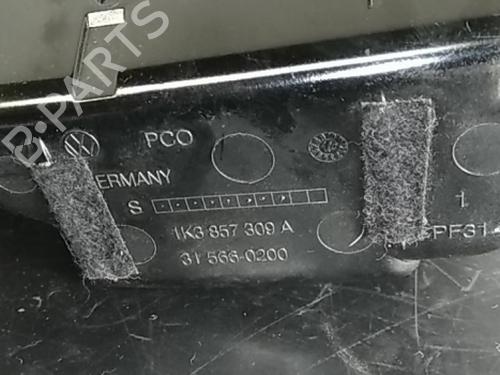 B-PARTS
PCO
ERMANY
S
1K3 857 309 A
31 566-0200
1
PF31